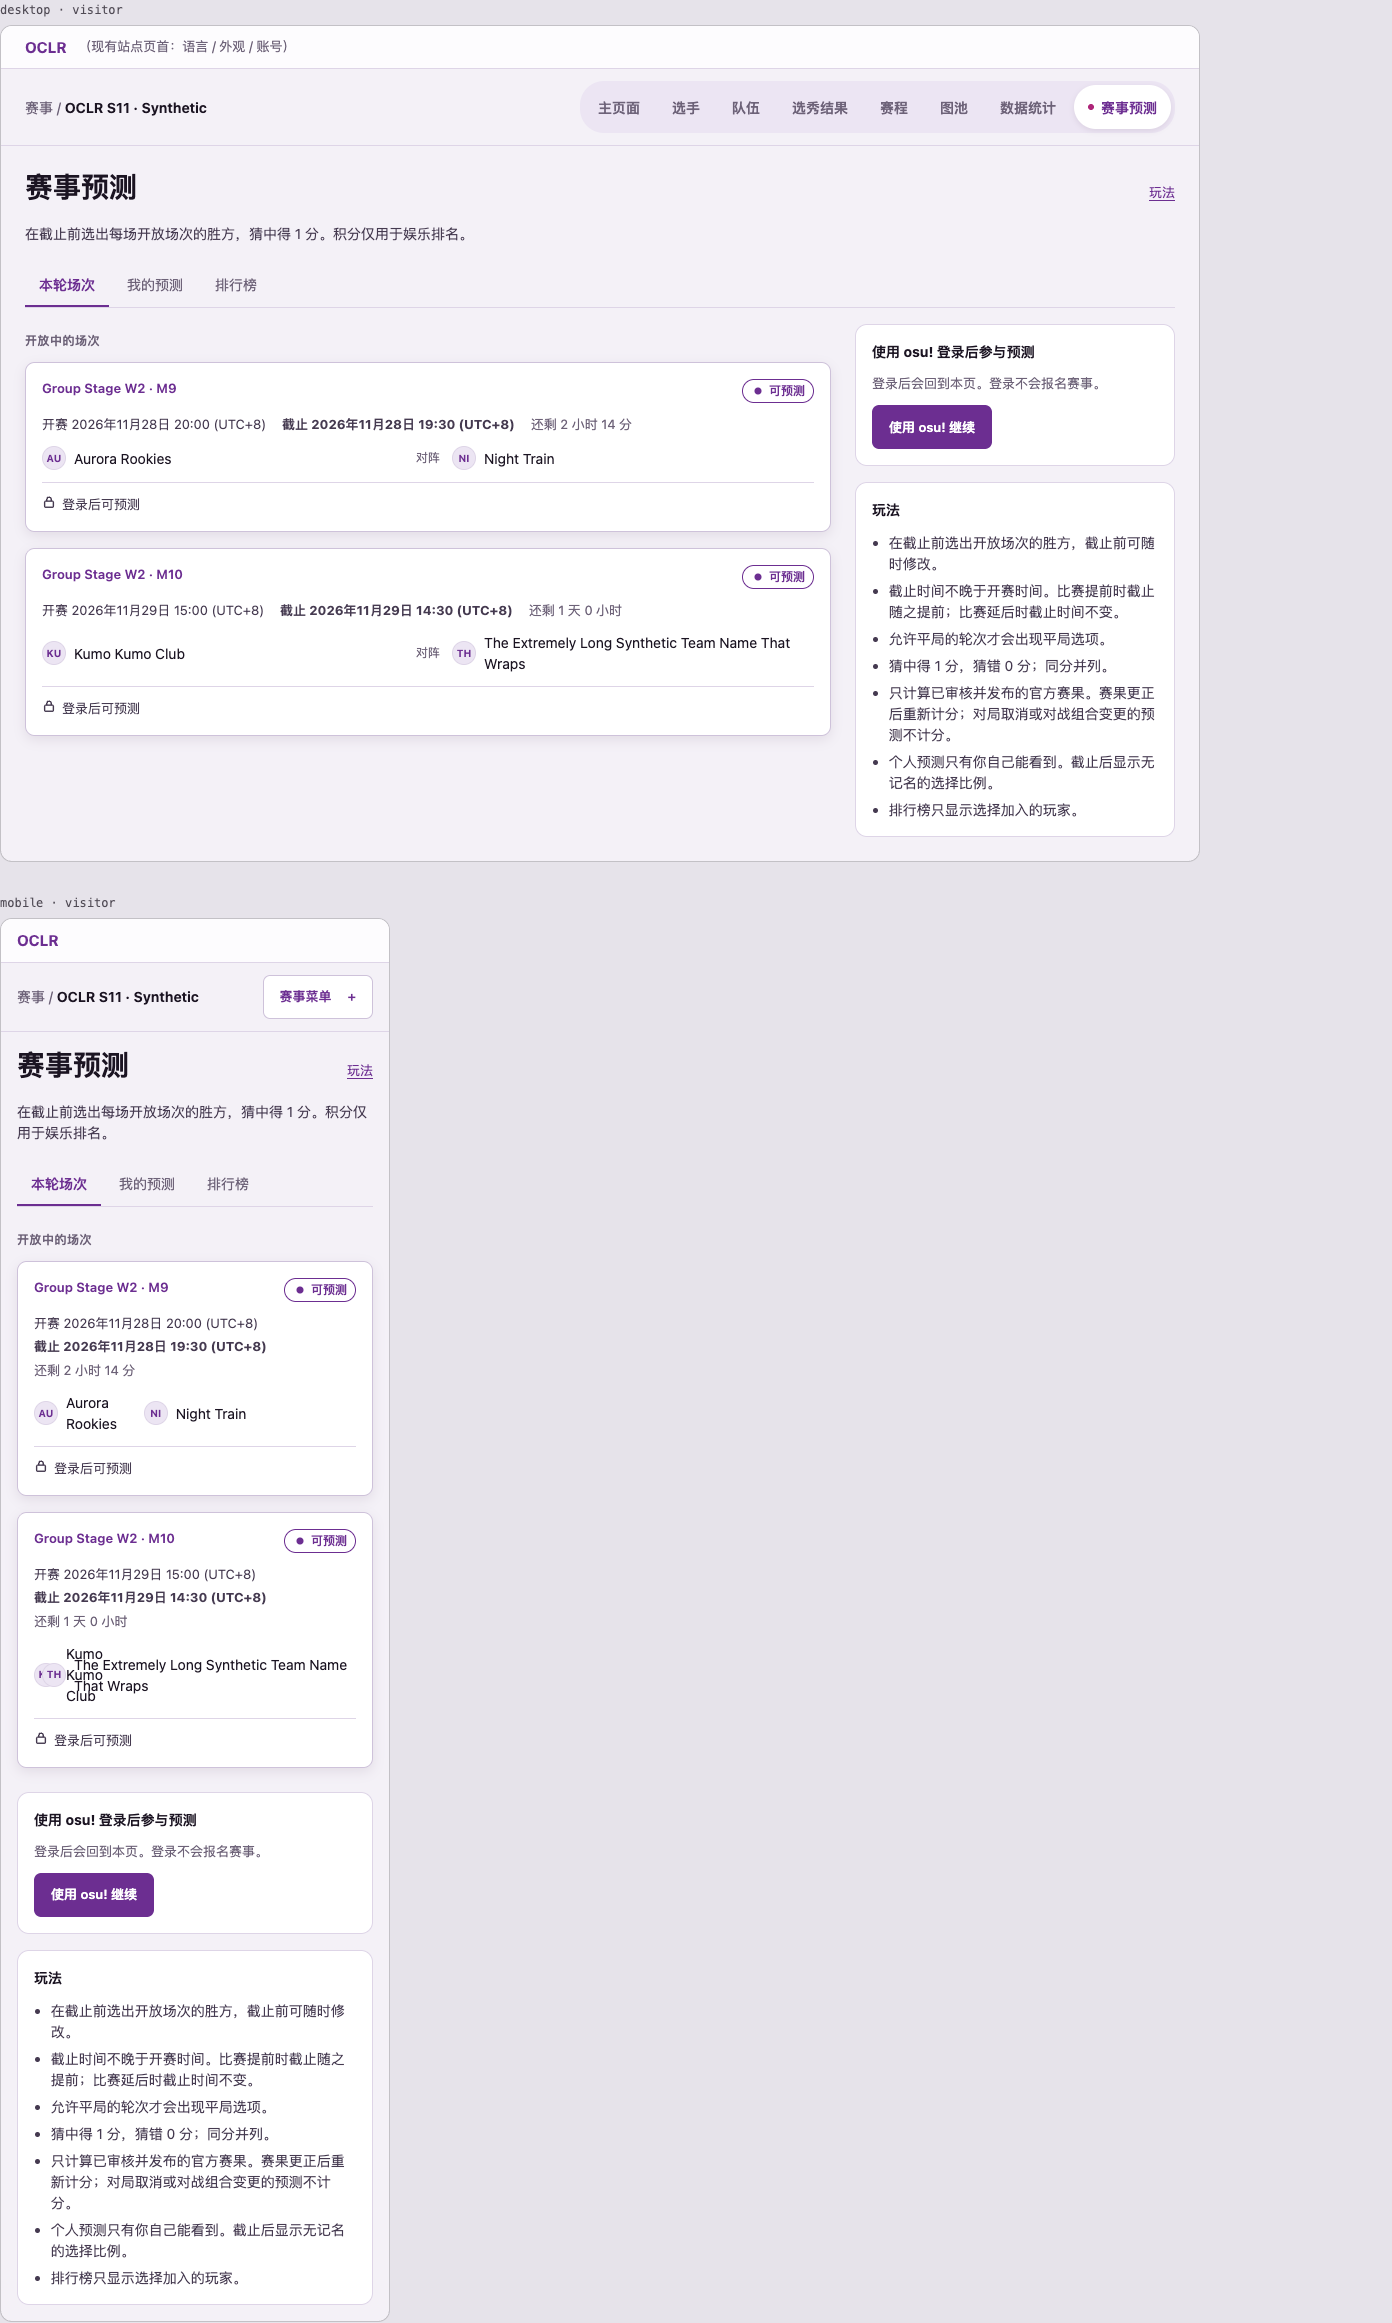 desktop · visitor
OCLR (现有站点页首：语言 / 外观 / 账号)
赛事 / OCLR S11 · Synthetic
主页面 选手 队伍 选秀结果 赛程 图池 数据统计 赛事预测
赛事预测
玩法
在截止前选出每场开放场次的胜方，猜中得 1 分。积分仅用于娱乐排名。
本轮场次 我的预测 排行榜
开放中的场次
Group Stage W2 · M9
可预测
开赛 2026年11月28日 20:00 (UTC+8) 截止 2026年11月28日 19:30 (UTC+8) 还剩 2 小时 14 分
AU Aurora Rookies 对阵 NI Night Train
登录后可预测
Group Stage W2 · M10
可预测
开赛 2026年11月29日 15:00 (UTC+8) 截止 2026年11月29日 14:30 (UTC+8) 还剩 1 天 0 小时
KU Kumo Kumo Club 对阵 TH The Extremely Long Synthetic Team Name That
Wraps
登录后可预测
使用 osu! 登录后参与预测
登录后会回到本页。登录不会报名赛事。
使用 osu! 继续
玩法
• 在截止前选出开放场次的胜方，截止前可随
时修改。
• 截止时间不晚于开赛时间。比赛提前时截止
随之提前；比赛延后时截止时间不变。
• 允许平局的轮次才会出现平局选项。
• 猜中得 1 分，猜错 0 分；同分并列。
• 只计算已审核并发布的官方赛果。赛果更正
后重新计分；对局取消或对战组合变更的预
测不计分。
• 个人预测只有你自己能看到。截止后显示无
记名的选择比例。
• 排行榜只显示选择加入的玩家。
mobile · visitor
OCLR
赛事 / OCLR S11 · Synthetic
赛事菜单 +
赛事预测
玩法
在截止前选出每场开放场次的胜方，猜中得 1 分。积分仅
用于娱乐排名。
本轮场次 我的预测 排行榜
开放中的场次
Group Stage W2 · M9
可预测
开赛 2026年11月28日 20:00 (UTC+8)
截止 2026年11月28日 19:30 (UTC+8)
还剩 2 小时 14 分
AU Aurora
Rookies
NI Night Train
登录后可预测
Group Stage W2 · M10
可预测
开赛 2026年11月29日 15:00 (UTC+8)
截止 2026年11月29日 14:30 (UTC+8)
还剩 1 天 0 小时
Kumo
Kumo
Club
TH The Extremely Long Synthetic Team Name
That Wraps
登录后可预测
使用 osu! 登录后参与预测
登录后会回到本页。登录不会报名赛事。
使用 osu! 继续
玩法
• 在截止前选出开放场次的胜方，截止前可随时修
改。
• 截止时间不晚于开赛时间。比赛提前时截止随之
提前；比赛延后时截止时间不变。
• 允许平局的轮次才会出现平局选项。
• 猜中得 1 分，猜错 0 分；同分并列。
• 只计算已审核并发布的官方赛果。赛果更正后重
新计分；对局取消或对战组合变更的预测不计
分。
• 个人预测只有你自己能看到。截止后显示无记名
的选择比例。
• 排行榜只显示选择加入的玩家。